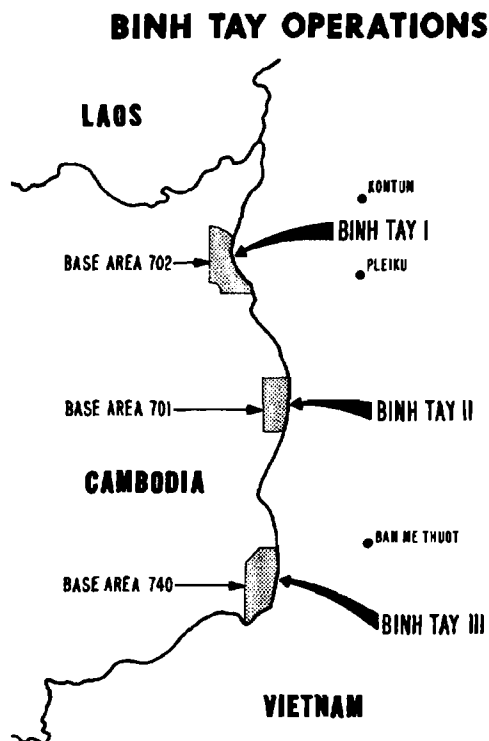 BINH TAY OPERATIONS
LAOS
KONTUM
BINH TAY I
BASE AREA 702
PLEIKU
BASE AREA 701
BINH TAY II
CAMBODIA
BAN ME THUOT
BASE AREA 740
BINH TAY III
VIETNAM